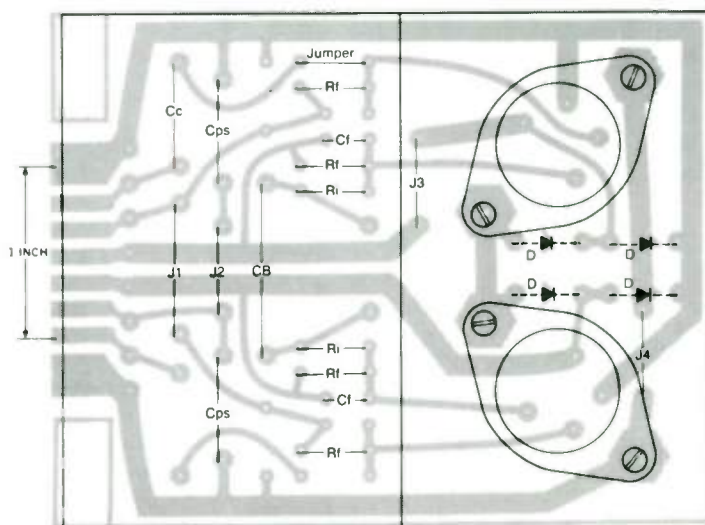 Jumper
Rf
Cc
Cps
Cf
Rf
J3
Ri
1 INCH
D
D
J1
J2
CB
D
D
Ri
J4
Rf
Cf
Cps
Rf